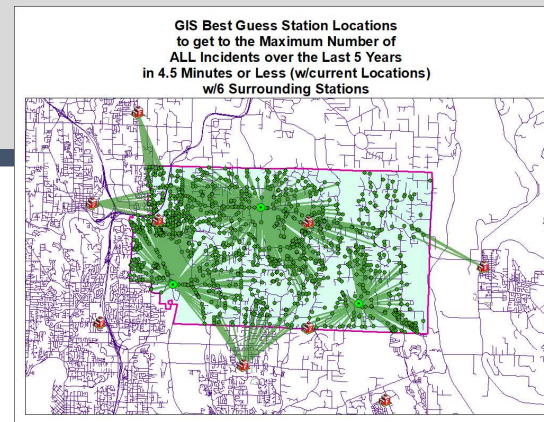 GIS Best Guess Station Locations
to get to the Maximum Number of
ALL Incidents over the Last 5 Years
in 4.5 Minutes or Less (w/current Locations)
w/6 Surrounding Stations